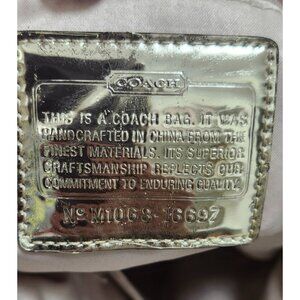 COACH
THIS IS A COACH BAG. IT WAS
HANDCRAFTED IN CHINA FROM THE
FINEST MATERIALS. ITS SUPERIOR
CRAFTSMANSHIP REFLECTS OUR
COMMITMENT TO ENDURING QUALITY.
No M1068-16697